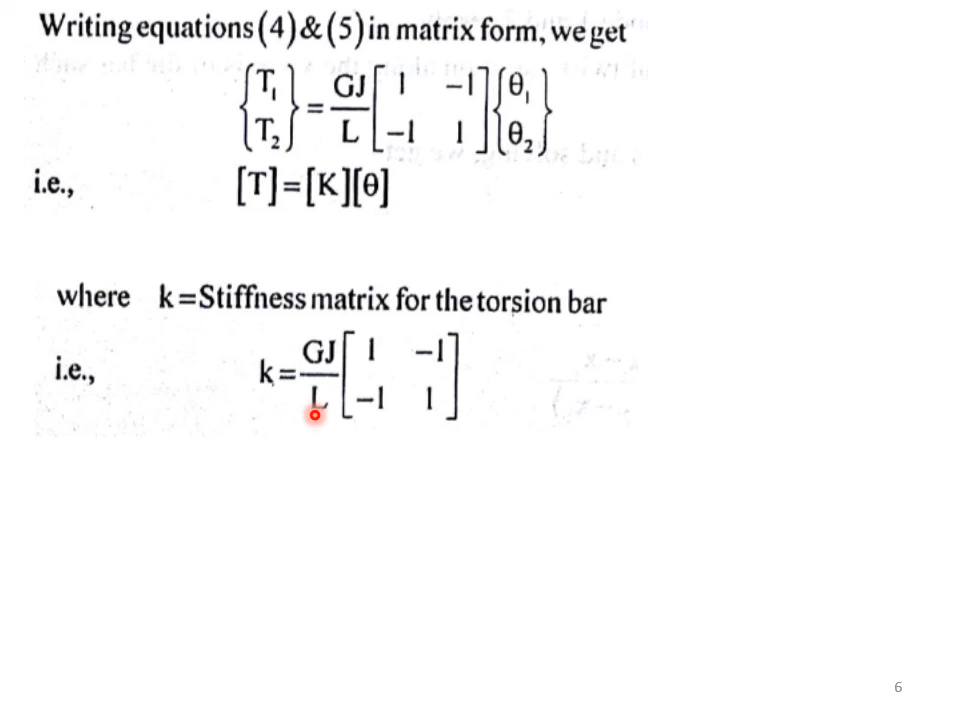 Writing equations (4) & (5) in matrix form, we get
{T₁ T₂} = GJ/L [1 −1 −1 1] {θ₁ θ₂}
i.e., [T] = [K][θ]
where k = Stiffness matrix for the torsion bar
i.e., k = GJ/L [1 −1 −1 1]
6